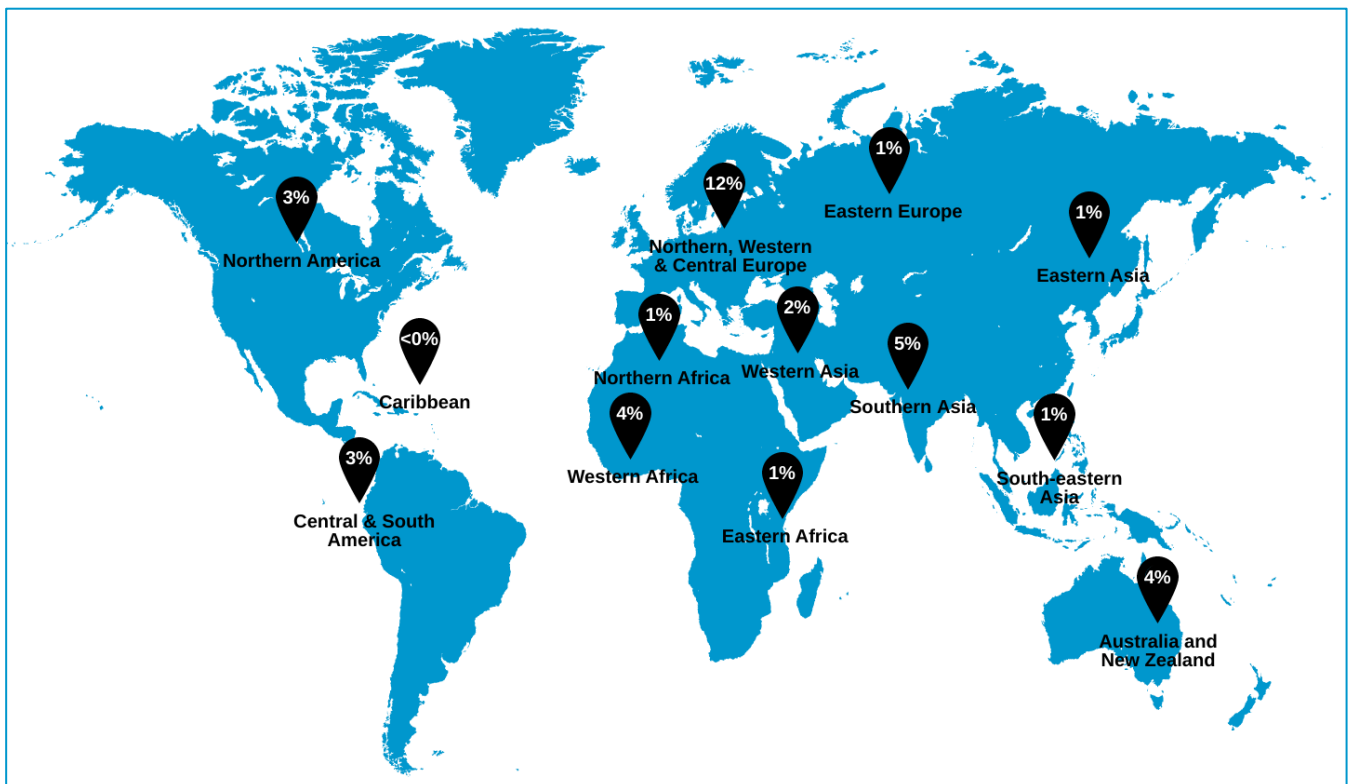 1%
Eastern Europe
12%
Northern, Western
& Central Europe
3%
Northern America
1%
Eastern Asia
<0%
Caribbean
1%
Northern Africa
2%
Western Asia
5%
Southern Asia
4%
Western Africa
1%
South-eastern
Asia
3%
Central & South
America
1%
Eastern Africa
4%
Australia and
New Zealand